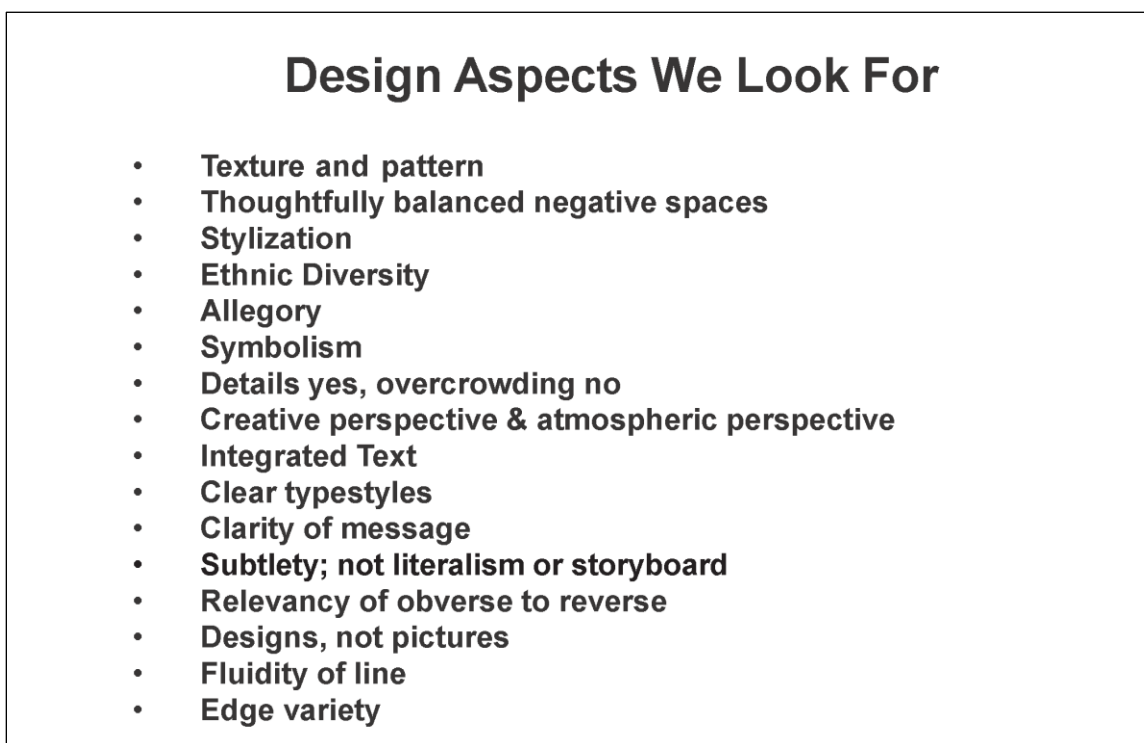 Design Aspects We Look For
• Texture and pattern
• Thoughtfully balanced negative spaces
• Stylization
• Ethnic Diversity
• Allegory
• Symbolism
• Details yes, overcrowding no
• Creative perspective & atmospheric perspective
• Integrated Text
• Clear typestyles
• Clarity of message
• Subtlety; not literalism or storyboard
• Relevancy of obverse to reverse
• Designs, not pictures
• Fluidity of line
• Edge variety